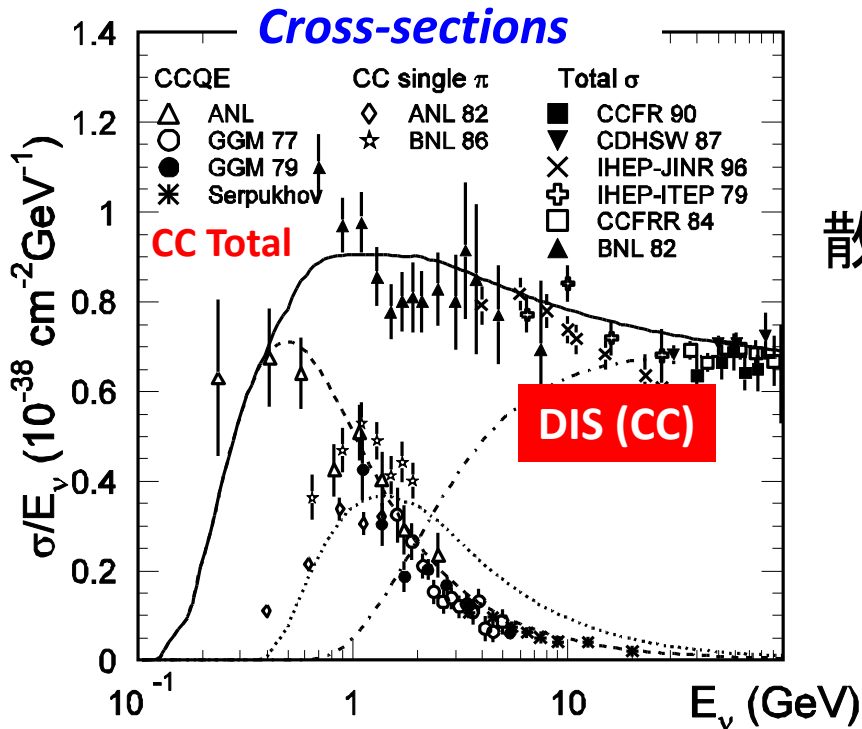 Cross-sections
CCQE
ANL
GGM 77
GGM 79
Serpukhov
CC single π
ANL 82
BNL 86
Total σ
CCFR 90
CDHSW 87
IHEP-JINR 96
IHEP-ITEP 79
CCFRR 84
BNL 82
CC Total
DIS (CC)
σ/Eν (10⁻³⁸ cm⁻²GeV⁻¹)
1.4
1.2
1
0.8
0.6
0.4
0.2
0
10⁻¹
1
10
Eν (GeV)
散